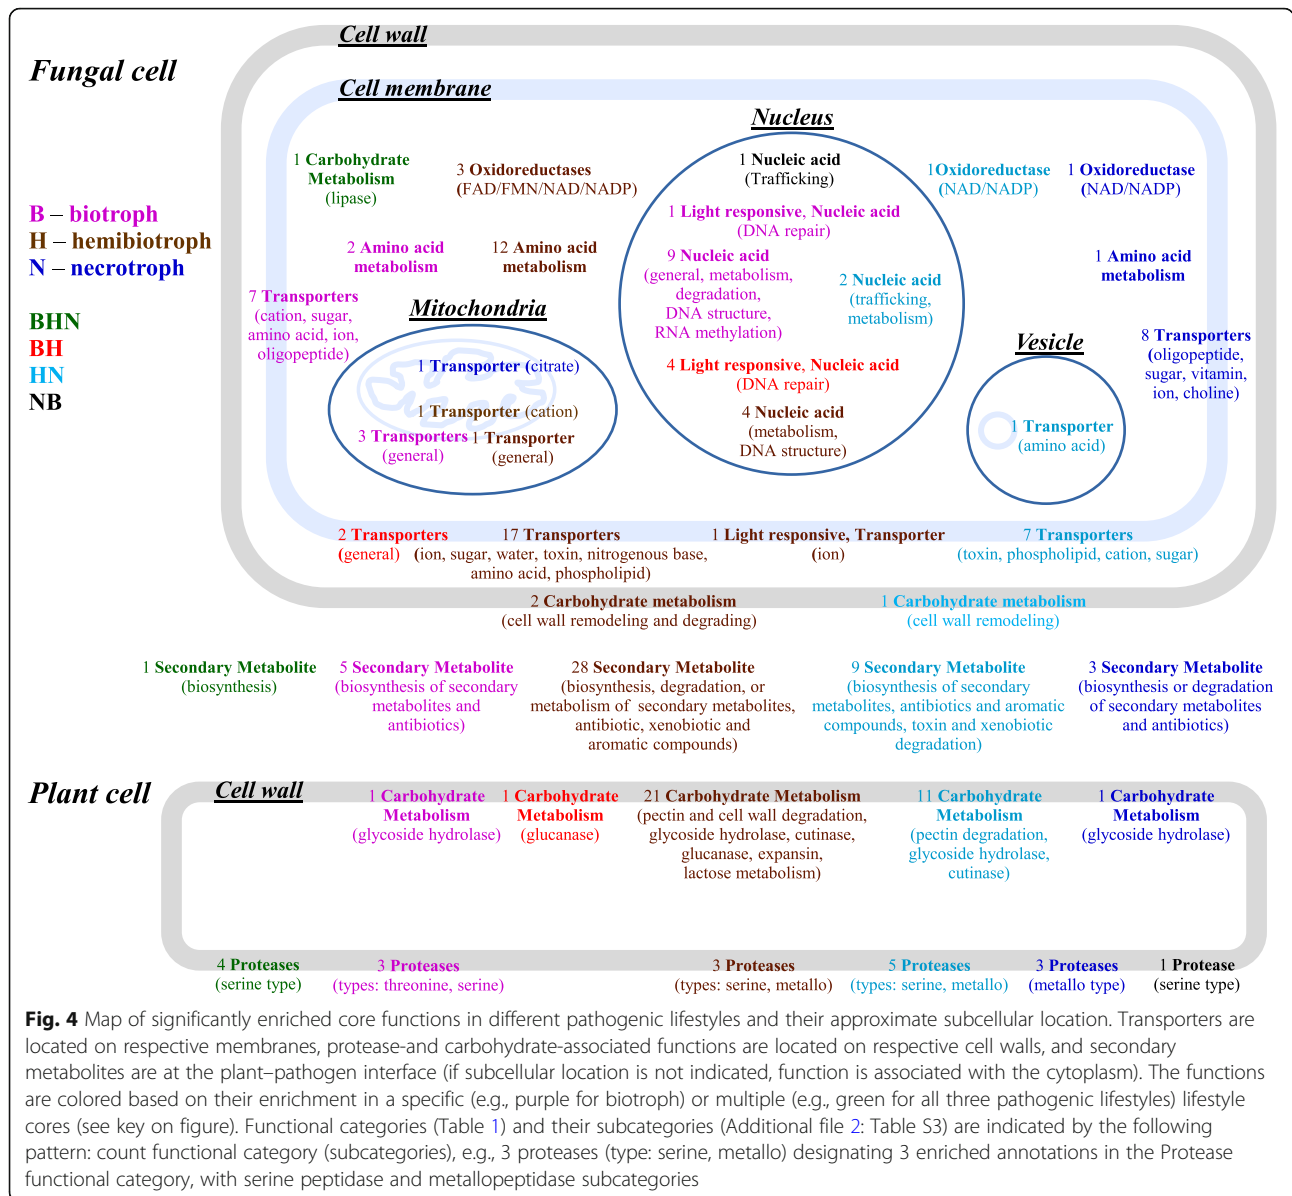 Cell wall
Fungal cell
Cell membrane
Nucleus
1 Carbohydrate
Metabolism
(lipase)
3 Oxidoreductases
(FAD/FMN/NAD/NADP)
1 Nucleic acid
(Trafficking)
1Oxidoreductase
(NAD/NADP)
1 Oxidoreductase
(NAD/NADP)
B – biotroph
H – hemibiotroph
N – necrotroph
BHN
BH
HN
NB
1 Light responsive, Nucleic acid
(DNA repair)
2 Amino acid
metabolism
12 Amino acid
metabolism
9 Nucleic acid
(general, metabolism,
degradation,
DNA structure,
RNA methylation)
2 Nucleic acid
(trafficking,
metabolism)
1 Amino acid
metabolism
7 Transporters
(cation, sugar,
amino acid, ion,
oligopeptide)
Mitochondria
1 Transporter (citrate)
1 Transporter (cation)
3 Transporters
(general)
1 Transporter
(general)
4 Light responsive, Nucleic acid
(DNA repair)
4 Nucleic acid
(metabolism,
DNA structure)
Vesicle
1 Transporter
(amino acid)
8 Transporters
(oligopeptide,
sugar, vitamin,
ion, choline)
2 Transporters
(general)
17 Transporters
(ion, sugar, water, toxin, nitrogenous base,
amino acid, phospholipid)
1 Light responsive, Transporter
(ion)
7 Transporters
(toxin, phospholipid, cation, sugar)
2 Carbohydrate metabolism
(cell wall remodeling and degrading)
1 Carbohydrate metabolism
(cell wall remodeling)
1 Secondary Metabolite
(biosynthesis)
5 Secondary Metabolite
(biosynthesis of secondary
metabolites and
antibiotics)
28 Secondary Metabolite
(biosynthesis, degradation, or
metabolism of secondary metabolites,
antibiotic, xenobiotic and
aromatic compounds)
9 Secondary Metabolite
(biosynthesis of secondary
metabolites, antibiotics and aromatic
compounds, toxin and xenobiotic
degradation)
3 Secondary Metabolite
(biosynthesis or degradation
of secondary metabolites
and antibiotics)
Plant cell
Cell wall
1 Carbohydrate
Metabolism
(glycoside hydrolase)
1 Carbohydrate
Metabolism
(glucanase)
21 Carbohydrate Metabolism
(pectin and cell wall degradation,
glycoside hydrolase, cutinase,
glucanase, expansin,
lactose metabolism)
11 Carbohydrate
Metabolism
(pectin degradation,
glycoside hydrolase,
cutinase)
1 Carbohydrate
Metabolism
(glycoside hydrolase)
4 Proteases
(serine type)
3 Proteases
(types: threonine, serine)
3 Proteases
(types: serine, metallo)
5 Proteases
(types: serine, metallo)
3 Proteases
(metallo type)
1 Protease
(serine type)
Fig. 4 Map of significantly enriched core functions in different pathogenic lifestyles and their approximate subcellular location. Transporters are
located on respective membranes, protease-and carbohydrate-associated functions are located on respective cell walls, and secondary
metabolites are at the plant–pathogen interface (if subcellular location is not indicated, function is associated with the cytoplasm). The functions
are colored based on their enrichment in a specific (e.g., purple for biotroph) or multiple (e.g., green for all three pathogenic lifestyles) lifestyle
cores (see key on figure). Functional categories (Table 1) and their subcategories (Additional file 2: Table S3) are indicated by the following
pattern: count functional category (subcategories), e.g., 3 proteases (type: serine, metallo) designating 3 enriched annotations in the Protease
functional category, with serine peptidase and metallopeptidase subcategories